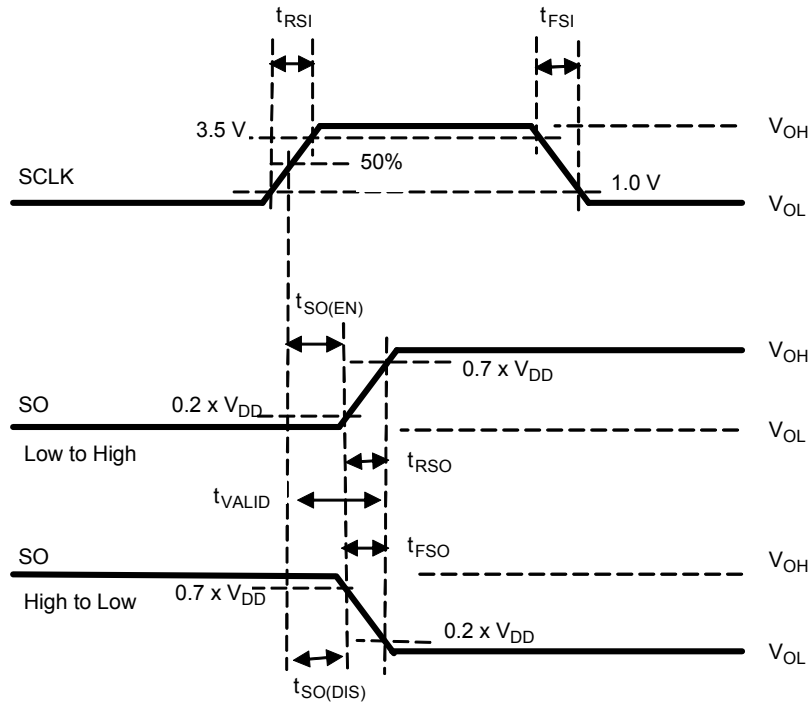 tRSI
tFSI
3.5 V
VOH
50%
SCLK
1.0 V
VOL
tSO(EN)
VOH
0.7 x VDD
SO
0.2 x VDD
VOL
Low to High
tRSO
tVALID
tFSO
SO
VOH
High to Low
0.7 x VDD
0.2 x VDD
VOL
tSO(DIS)